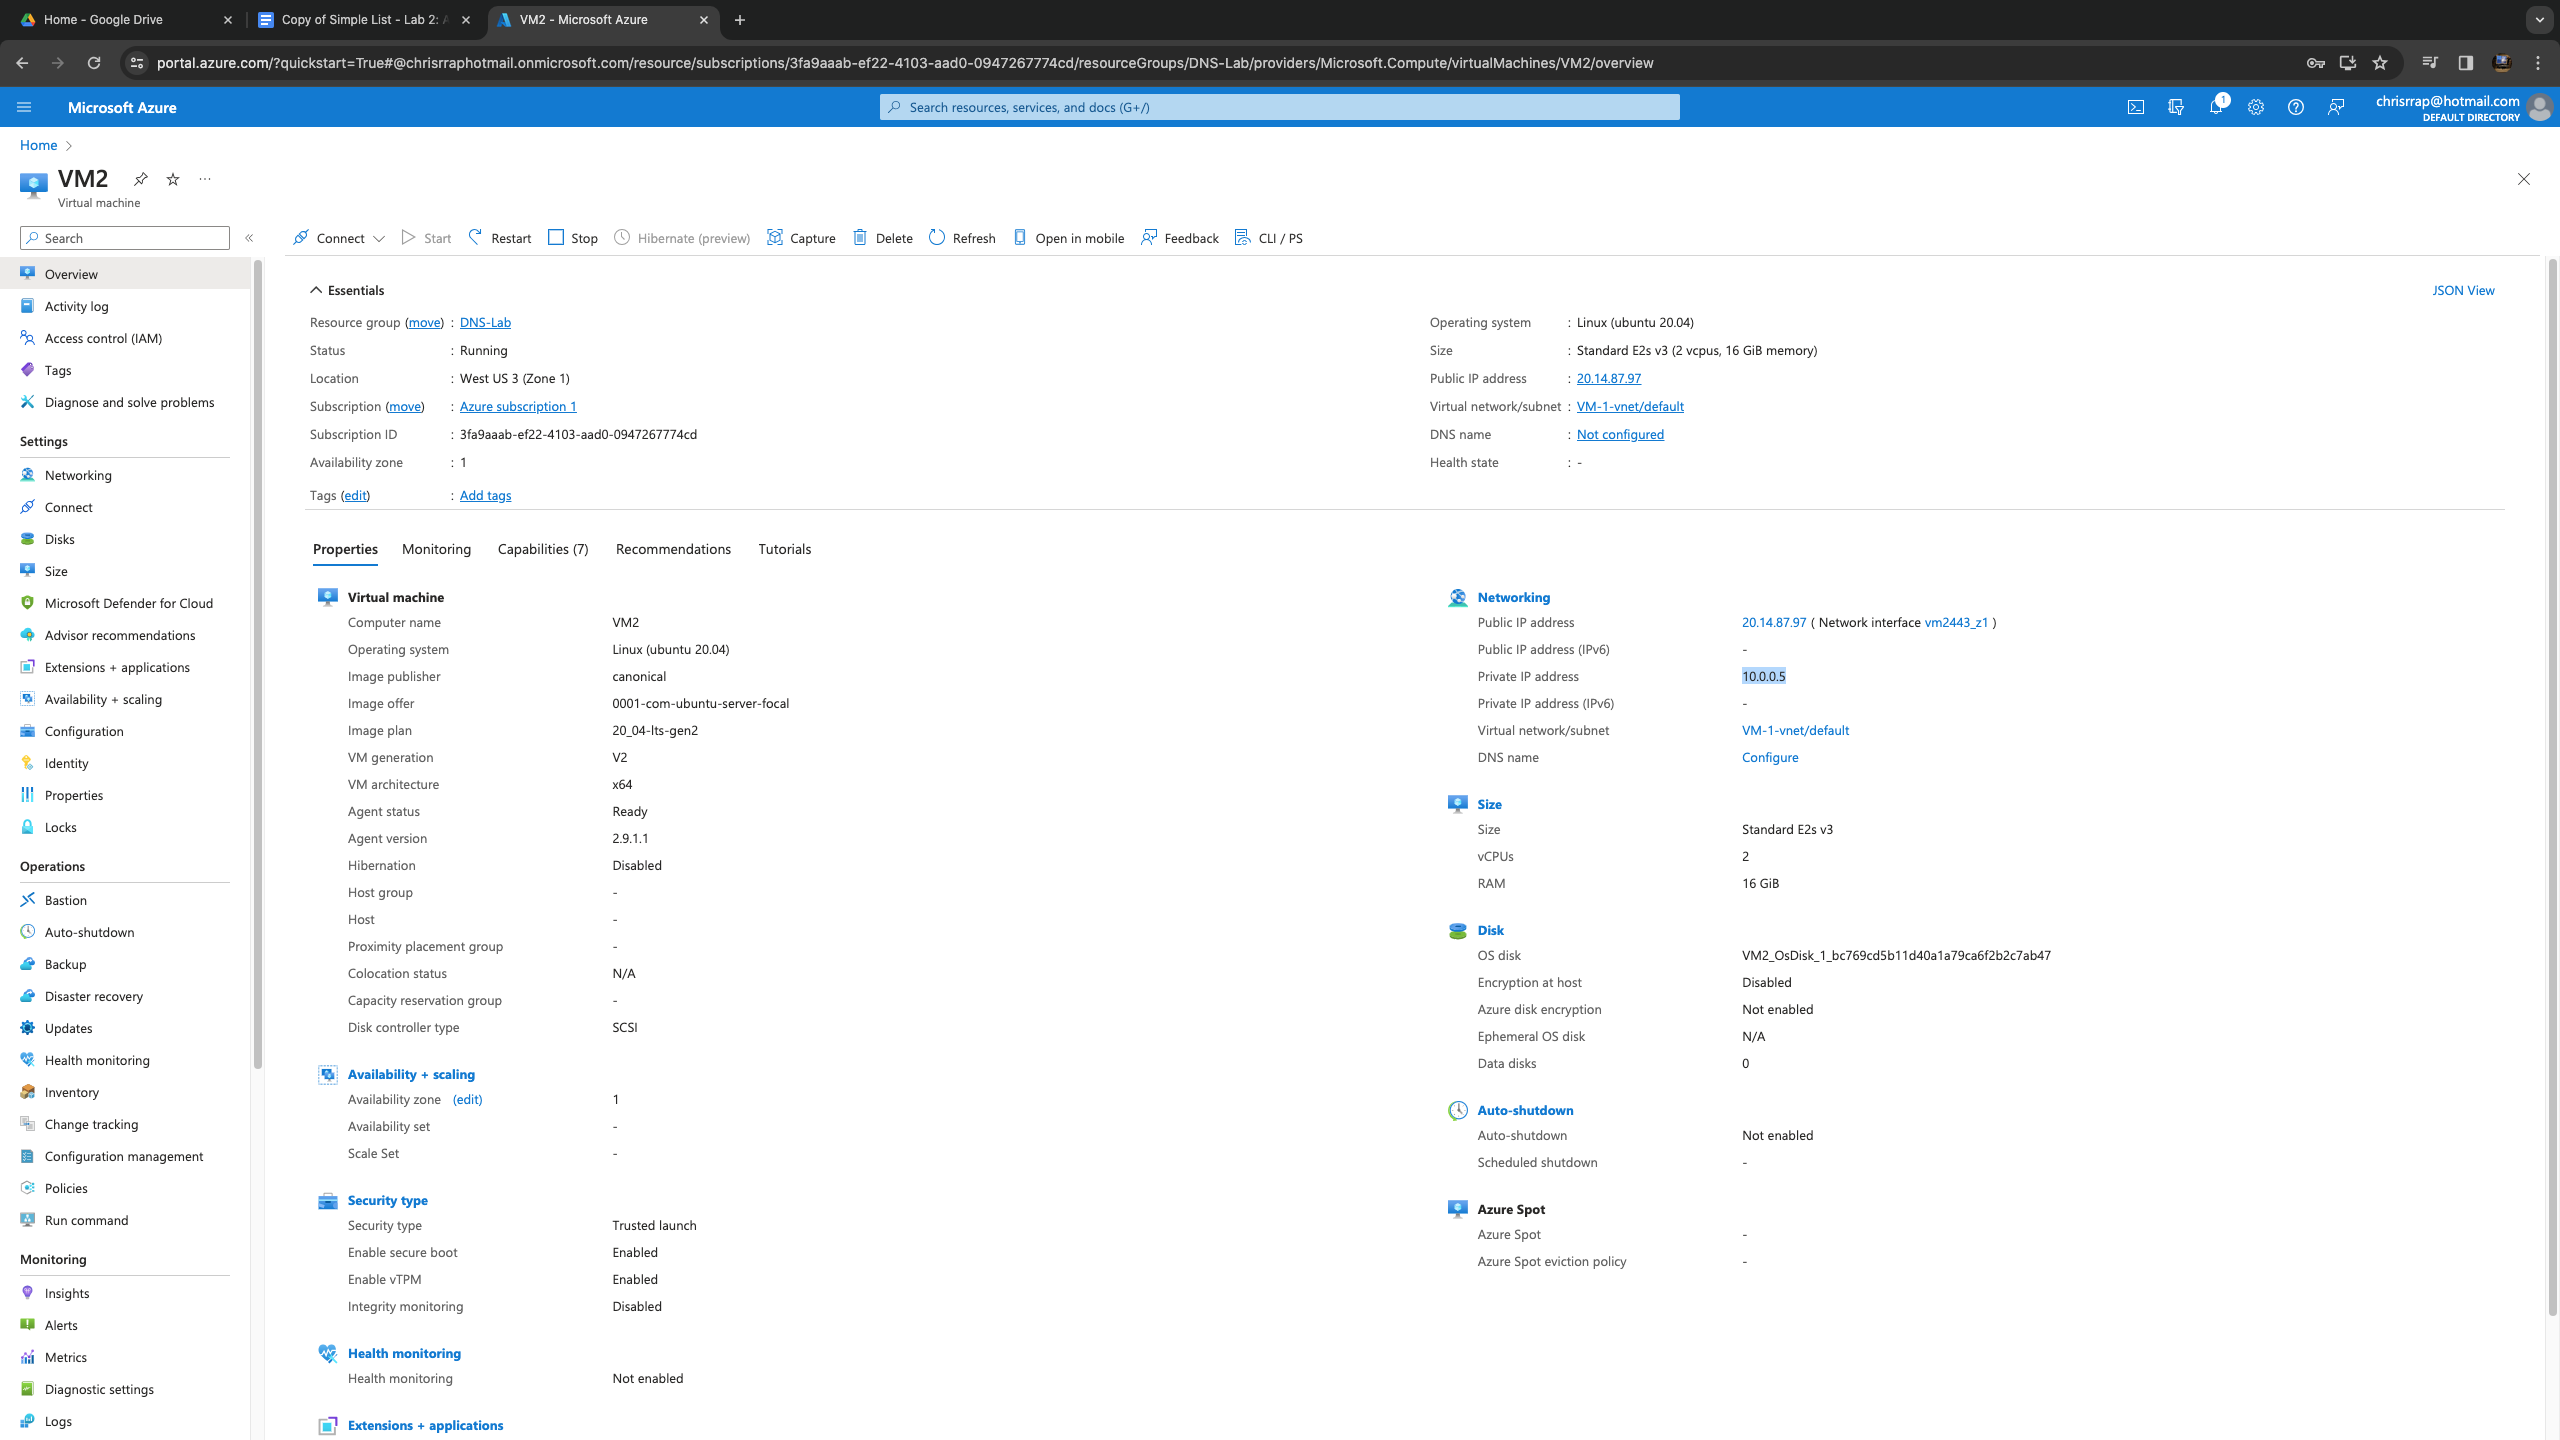 Home - Google Drive
Copy of Simple List - Lab 2: A
VM2 - Microsoft Azure
portal.azure.com/?quickstart=True#@chrisrraphotmail.onmicrosoft.com/resource/subscriptions/3fa9aaab-ef22-4103-aad0-0947267774cd/resourceGroups/DNS-Lab/providers/Microsoft.Compute/virtualMachines/VM2/overview
Microsoft Azure
Search resources, services, and docs (G+/)
1
chrisrrap@hotmail.com
DEFAULT DIRECTORY
Home
VM2
Virtual machine
Search
Connect
Start
Restart
Stop
Hibernate (preview)
Capture
Delete
Refresh
Open in mobile
Feedback
CLI / PS
Overview
Activity log
Access control (IAM)
Tags
Diagnose and solve problems
Settings
Networking
Connect
Disks
Size
Microsoft Defender for Cloud
Advisor recommendations
Extensions + applications
Availability + scaling
Configuration
Identity
Properties
Locks
Operations
Bastion
Auto-shutdown
Backup
Disaster recovery
Updates
Health monitoring
Inventory
Change tracking
Configuration management
Policies
Run command
Monitoring
Insights
Alerts
Metrics
Diagnostic settings
Logs
Essentials
JSON View
Resource group (move) : DNS-Lab
Status : Running
Location : West US 3 (Zone 1)
Subscription (move) : Azure subscription 1
Subscription ID : 3fa9aaab-ef22-4103-aad0-0947267774cd
Availability zone : 1
Tags (edit) : Add tags
Operating system : Linux (ubuntu 20.04)
Size : Standard E2s v3 (2 vcpus, 16 GiB memory)
Public IP address : 20.14.87.97
Virtual network/subnet : VM-1-vnet/default
DNS name : Not configured
Health state : -
Properties
Monitoring
Capabilities (7)
Recommendations
Tutorials
Virtual machine
Computer name VM2
Operating system Linux (ubuntu 20.04)
Image publisher canonical
Image offer 0001-com-ubuntu-server-focal
Image plan 20_04-lts-gen2
VM generation V2
VM architecture x64
Agent status Ready
Agent version 2.9.1.1
Hibernation Disabled
Host group -
Host -
Proximity placement group -
Colocation status N/A
Capacity reservation group -
Disk controller type SCSI
Availability + scaling
Availability zone (edit) 1
Availability set -
Scale Set -
Security type
Security type Trusted launch
Enable secure boot Enabled
Enable vTPM Enabled
Integrity monitoring Disabled
Health monitoring
Health monitoring Not enabled
Extensions + applications
Networking
Public IP address 20.14.87.97 ( Network interface vm2443_z1 )
Public IP address (IPv6) -
Private IP address 10.0.0.5
Private IP address (IPv6) -
Virtual network/subnet VM-1-vnet/default
DNS name Configure
Size
Size Standard E2s v3
vCPUs 2
RAM 16 GiB
Disk
OS disk VM2_OsDisk_1_bc769cd5b11d40a1a79ca6f2b2c7ab47
Encryption at host Disabled
Azure disk encryption Not enabled
Ephemeral OS disk N/A
Data disks 0
Auto-shutdown
Auto-shutdown Not enabled
Scheduled shutdown -
Azure Spot
Azure Spot -
Azure Spot eviction policy -